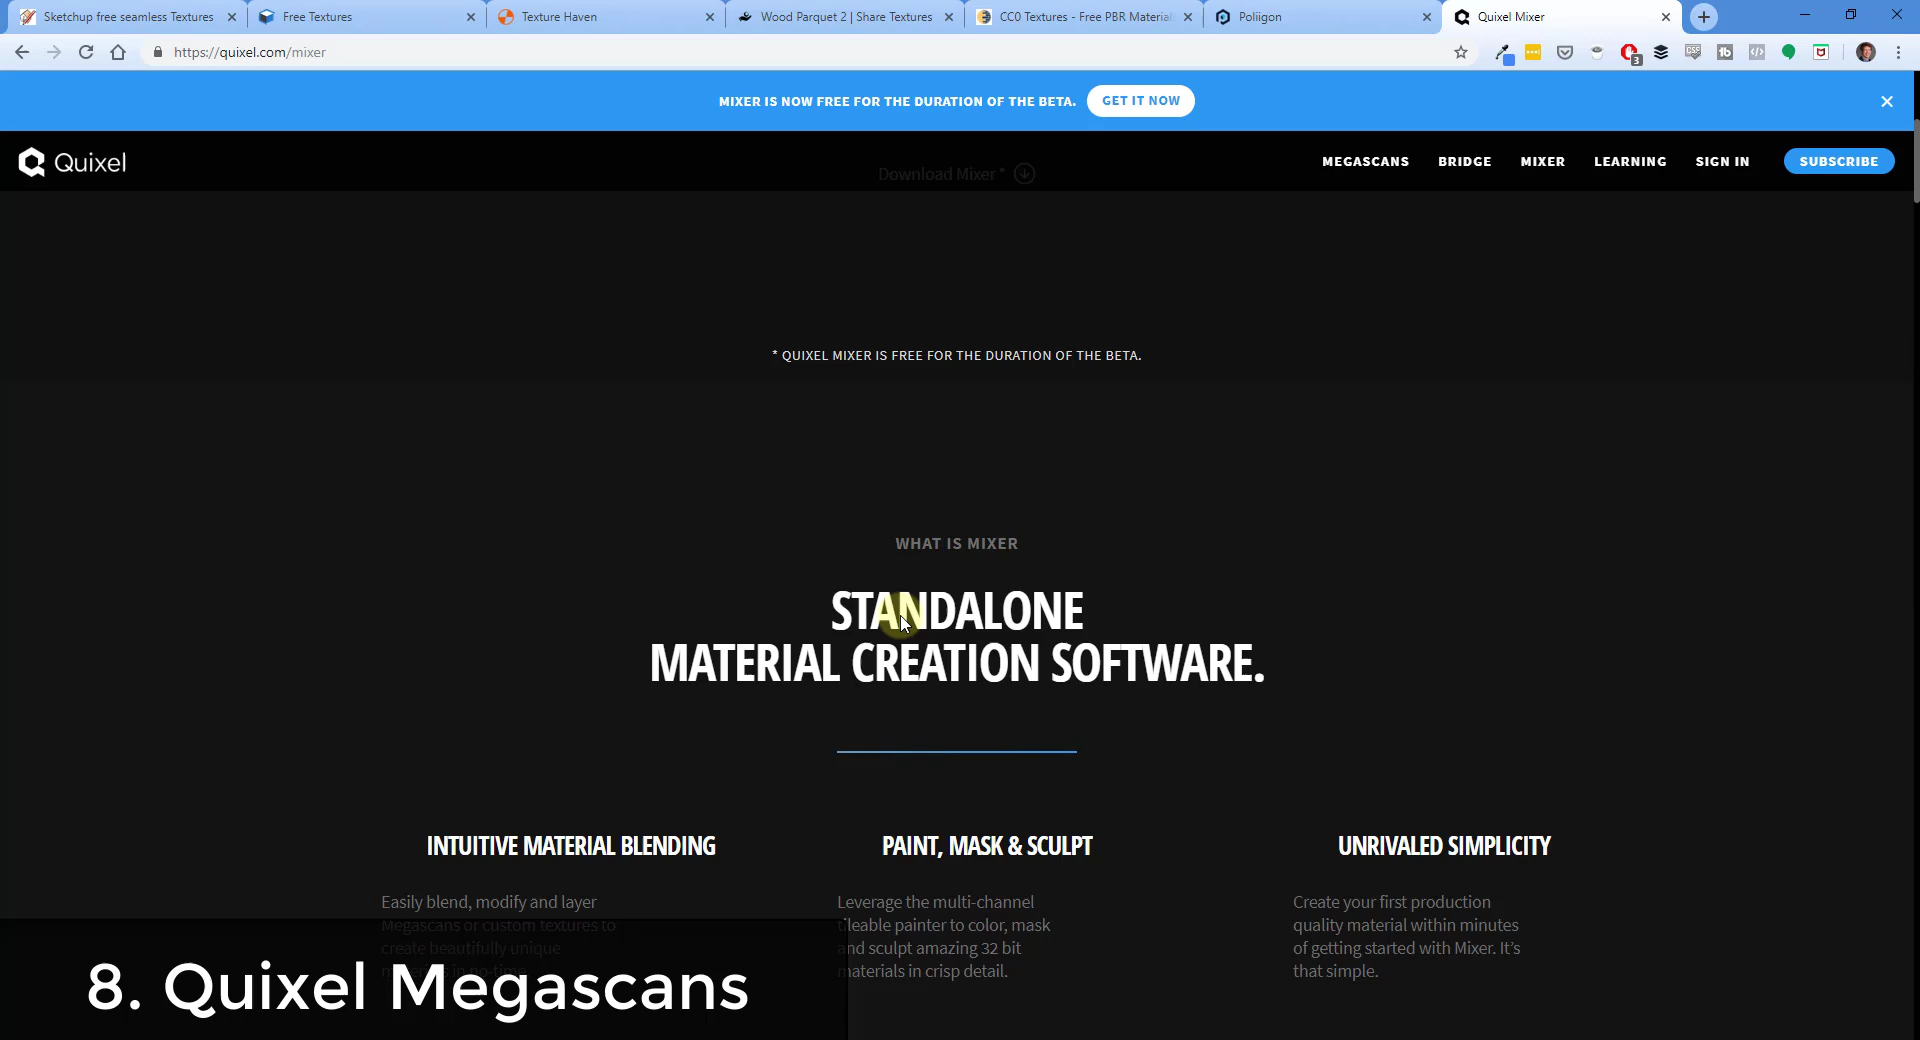 Sketchup free seamless Textures
Free Textures
Texture Haven
Wood Parquet 2 | Share Textures
CC0 Textures - Free PBR Material
Poliigon
Quixel Mixer
https://quixel.com/mixer
3
CSS
MIXER IS NOW FREE FOR THE DURATION OF THE BETA.
GET IT NOW
Quixel
Download Mixer *
MEGASCANS
BRIDGE
MIXER
LEARNING
SIGN IN
SUBSCRIBE
* QUIXEL MIXER IS FREE FOR THE DURATION OF THE BETA.
WHAT IS MIXER
STANDALONE
MATERIAL CREATION SOFTWARE.
INTUITIVE MATERIAL BLENDING
Easily blend, modify and layer
Megascans or custom textures to
create beautifully unique
in no-time
PAINT, MASK & SCULPT
Leverage the multi-channel
tileable painter to color, mask
and sculpt amazing 32 bit
materials in crisp detail.
UNRIVALED SIMPLICITY
Create your first production
quality material within minutes
of getting started with Mixer. It's
that simple.
8. Quixel Megascans